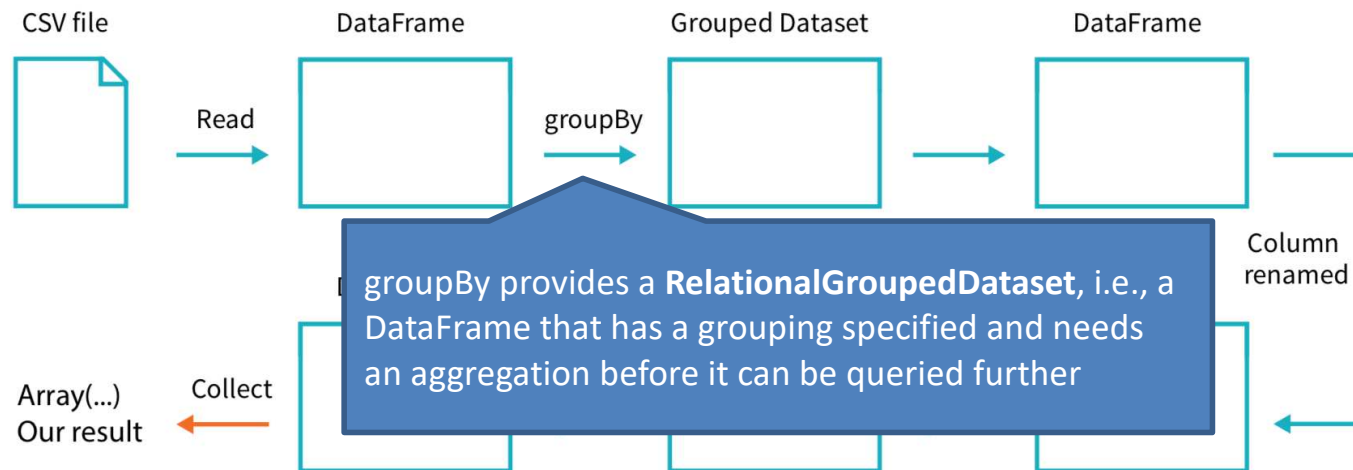 CSV file
DataFrame
Grouped Dataset
DataFrame
Read
groupBy
groupBy provides a RelationalGroupedDataset, i.e., a
DataFrame that has a grouping specified and needs
an aggregation before it can be queried further
Column
renamed
Array(...)
Our result
Collect